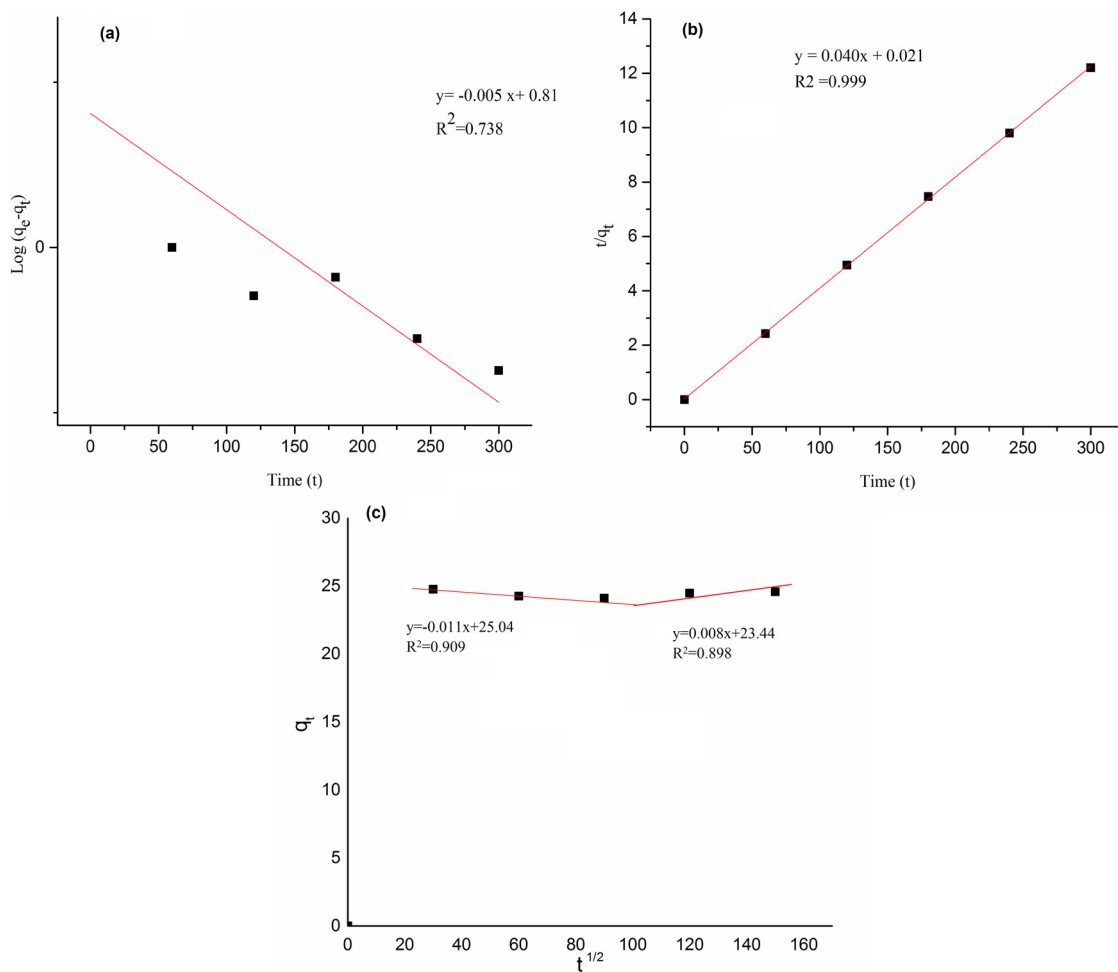 (a)
y= -0.005 x+ 0.81
R²=0.738
Log (qₑ-qₜ)
0
0 50 100 150 200 250 300
Time (t)
(b)
y = 0.040x + 0.021
R2 =0.999
t/qₜ
14
12
10
8
6
4
2
0
0 50 100 150 200 250 300
Time (t)
(c)
y=-0.011x+25.04
R²=0.909
y=0.008x+23.44
R²=0.898
qₜ
30
25
20
15
10
5
0
0 20 40 60 80 100 120 140 160
t¹/²